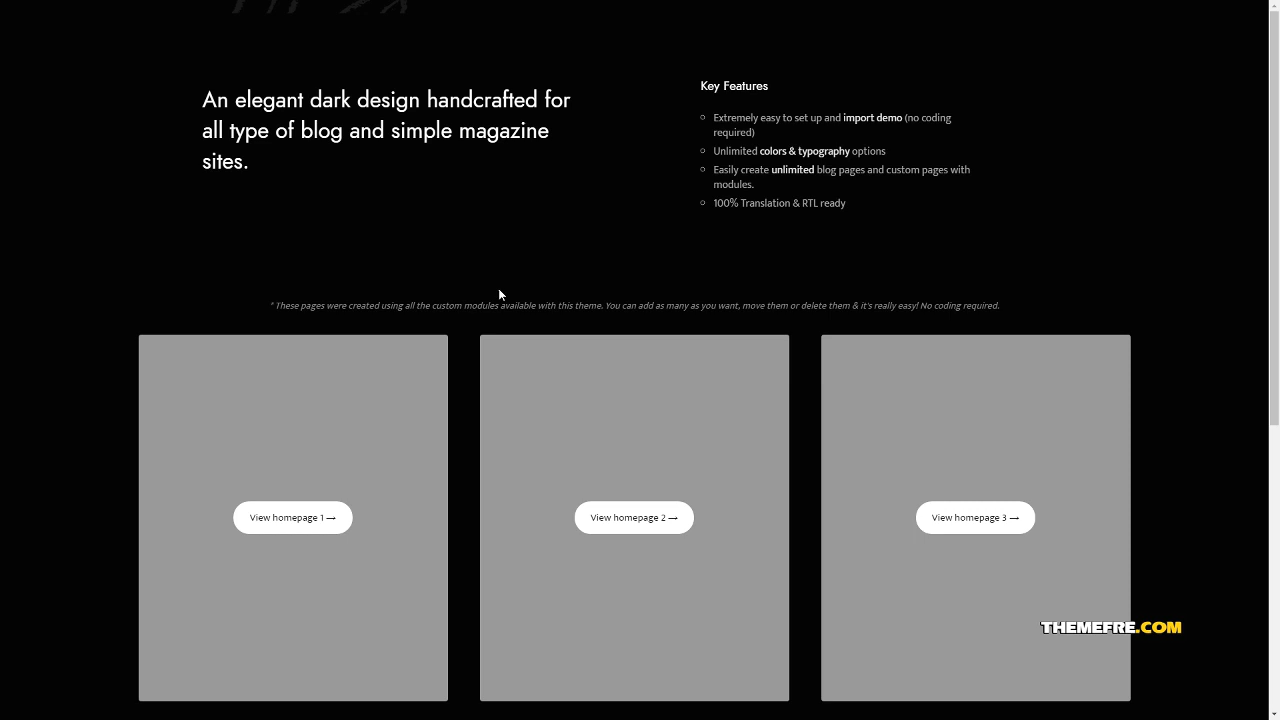 An elegant dark design handcrafted for
all type of blog and simple magazine
sites.
Key Features
Extremely easy to set up and import demo (no coding
required)
Unlimited colors & typography options
Easily create unlimited blog pages and custom pages with
modules.
100% Translation & RTL ready
* These pages were created using all the custom modules available with this theme. You can add as many as you want, move them or delete them & it's really easy! No coding required.
View homepage 1 →
View homepage 2 →
View homepage 3 →
THEMEFRE.COM